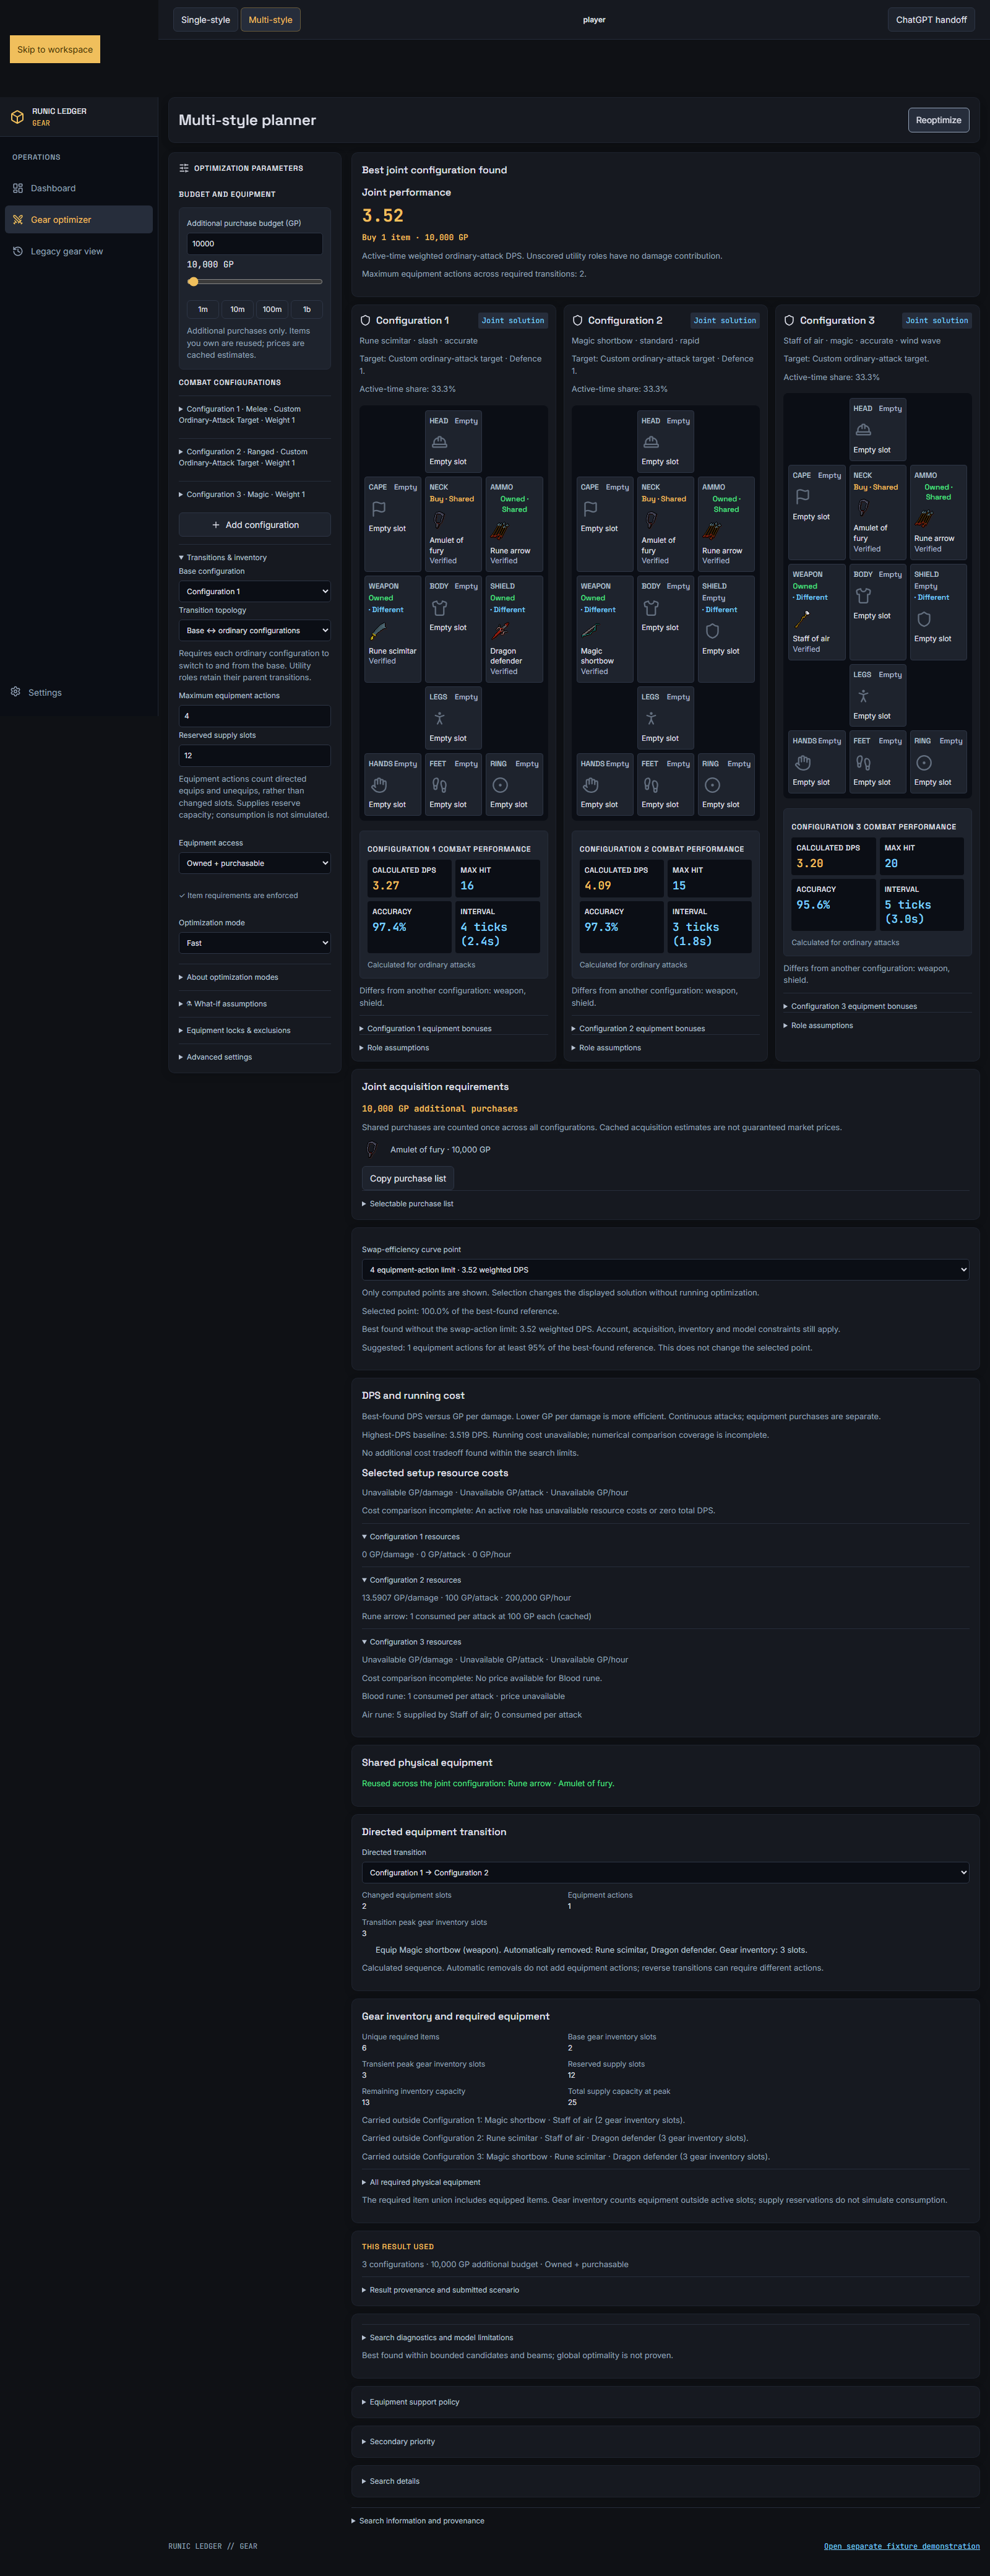 Single-style
Multi-style
player
ChatGPT handoff
Skip to workspace
RUNIC LEDGER
GEAR
OPERATIONS
Dashboard
Gear optimizer
Legacy gear view
Settings
Multi-style planner
Reoptimize
OPTIMIZATION PARAMETERS
BUDGET AND EQUIPMENT
Additional purchase budget (GP)
10000
10,000 GP
1m
10m
100m
1b
Additional purchases only. Items
you own are reused; prices are
cached estimates.
COMBAT CONFIGURATIONS
Configuration 1 · Melee · Custom
Ordinary-Attack Target · Weight 1
Configuration 2 · Ranged · Custom
Ordinary-Attack Target · Weight 1
Configuration 3 · Magic · Weight 1
+ Add configuration
Transitions & inventory
Base configuration
Configuration 1
Transition topology
Base ↔ ordinary configurations
Requires each ordinary configuration to
switch to and from the base. Utility
roles retain their parent transitions.
Maximum equipment actions
4
Reserved supply slots
12
Equipment actions count directed
equips and unequips, rather than
changed slots. Supplies reserve
capacity; consumption is not simulated.
Equipment access
Owned + purchasable
✓ Item requirements are enforced
Optimization mode
Fast
About optimization modes
What-if assumptions
Equipment locks & exclusions
Advanced settings
Best joint configuration found
Joint performance
3.52
Buy 1 item · 10,000 GP
Active-time weighted ordinary-attack DPS. Unscored utility roles have no damage contribution.
Maximum equipment actions across required transitions: 2.
Configuration 1
Joint solution
Rune scimitar · slash · accurate
Target: Custom ordinary-attack target · Defence
1.
Active-time share: 33.3%
HEAD Empty
Empty slot
CAPE Empty
Empty slot
NECK
Buy · Shared
Amulet of
fury
Verified
AMMO
Owned ·
Shared
Rune arrow
Verified
WEAPON
Owned
· Different
Rune scimitar
Verified
BODY Empty
Empty slot
SHIELD
Owned
· Different
Dragon
defender
Verified
LEGS Empty
Empty slot
HANDS Empty
Empty slot
FEET Empty
Empty slot
RING Empty
Empty slot
CONFIGURATION 1 COMBAT PERFORMANCE
CALCULATED DPS
3.27
MAX HIT
16
ACCURACY
97.4%
INTERVAL
4 ticks
(2.4s)
Calculated for ordinary attacks
Differs from another configuration: weapon,
shield.
Configuration 1 equipment bonuses
Role assumptions
Configuration 2
Joint solution
Magic shortbow · standard · rapid
Target: Custom ordinary-attack target · Defence
1.
Active-time share: 33.3%
HEAD Empty
Empty slot
CAPE Empty
Empty slot
NECK
Buy · Shared
Amulet of
fury
Verified
AMMO
Owned ·
Shared
Rune arrow
Verified
WEAPON
Owned
· Different
Magic
shortbow
Verified
BODY Empty
Empty slot
SHIELD
Empty
· Different
Empty slot
LEGS Empty
Empty slot
HANDS Empty
Empty slot
FEET Empty
Empty slot
RING Empty
Empty slot
CONFIGURATION 2 COMBAT PERFORMANCE
CALCULATED DPS
4.09
MAX HIT
15
ACCURACY
97.3%
INTERVAL
3 ticks
(1.8s)
Calculated for ordinary attacks
Differs from another configuration: weapon,
shield.
Configuration 2 equipment bonuses
Role assumptions
Configuration 3
Joint solution
Staff of air · magic · accurate · wind wave
Target: Custom ordinary-attack target.
Active-time share: 33.3%
HEAD Empty
Empty slot
CAPE Empty
Empty slot
NECK
Buy · Shared
Amulet of
fury
Verified
AMMO
Owned ·
Shared
Rune arrow
Verified
WEAPON
Owned
· Different
Staff of air
Verified
BODY Empty
Empty slot
SHIELD
Empty
· Different
Empty slot
LEGS Empty
Empty slot
HANDS Empty
Empty slot
FEET Empty
Empty slot
RING Empty
Empty slot
CONFIGURATION 3 COMBAT PERFORMANCE
CALCULATED DPS
3.20
MAX HIT
20
ACCURACY
95.6%
INTERVAL
5 ticks
(3.0s)
Calculated for ordinary attacks
Differs from another configuration: weapon,
shield.
Configuration 3 equipment bonuses
Role assumptions
Joint acquisition requirements
10,000 GP additional purchases
Shared purchases are counted once across all configurations. Cached acquisition estimates are not guaranteed market prices.
Amulet of fury · 10,000 GP
Copy purchase list
Selectable purchase list
Swap-efficiency curve point
4 equipment-action limit · 3.52 weighted DPS
Only computed points are shown. Selection changes the displayed solution without running optimization.
Selected point: 100.0% of the best-found reference.
Best found without the swap-action limit: 3.52 weighted DPS. Account, acquisition, inventory and model constraints still apply.
Suggested: 1 equipment actions for at least 95% of the best-found reference. This does not change the selected point.
DPS and running cost
Best-found DPS versus GP per damage. Lower GP per damage is more efficient. Continuous attacks; equipment purchases are separate.
Highest-DPS baseline: 3.519 DPS. Running cost unavailable; numerical comparison coverage is incomplete.
No additional cost tradeoff found within the search limits.
Selected setup resource costs
Unavailable GP/damage · Unavailable GP/attack · Unavailable GP/hour
Cost comparison incomplete: An active role has unavailable resource costs or zero total DPS.
Configuration 1 resources
0 GP/damage · 0 GP/attack · 0 GP/hour
Configuration 2 resources
13.5907 GP/damage · 100 GP/attack · 200,000 GP/hour
Rune arrow: 1 consumed per attack at 100 GP each (cached)
Configuration 3 resources
Unavailable GP/damage · Unavailable GP/attack · Unavailable GP/hour
Cost comparison incomplete: No price available for Blood rune.
Blood rune: 1 consumed per attack · price unavailable
Air rune: 5 supplied by Staff of air; 0 consumed per attack
Shared physical equipment
Reused across the joint configuration: Rune arrow · Amulet of fury.
Directed equipment transition
Directed transition
Configuration 1 → Configuration 2
Changed equipment slots
2
Equipment actions
1
Transition peak gear inventory slots
3
Equip Magic shortbow (weapon). Automatically removed: Rune scimitar, Dragon defender. Gear inventory: 3 slots.
Calculated sequence. Automatic removals do not add equipment actions; reverse transitions can require different actions.
Gear inventory and required equipment
Unique required items
6
Base gear inventory slots
2
Transient peak gear inventory slots
3
Reserved supply slots
12
Remaining inventory capacity
13
Total supply capacity at peak
25
Carried outside Configuration 1: Magic shortbow · Staff of air (2 gear inventory slots).
Carried outside Configuration 2: Rune scimitar · Staff of air · Dragon defender (3 gear inventory slots).
Carried outside Configuration 3: Magic shortbow · Rune scimitar · Dragon defender (3 gear inventory slots).
All required physical equipment
The required item union includes equipped items. Gear inventory counts equipment outside active slots; supply reservations do not simulate consumption.
THIS RESULT USED
3 configurations · 10,000 GP additional budget · Owned + purchasable
Result provenance and submitted scenario
Search diagnostics and model limitations
Best found within bounded candidates and beams; global optimality is not proven.
Equipment support policy
Secondary priority
Search details
Search information and provenance
RUNIC LEDGER // GEAR
Open separate fixture demonstration